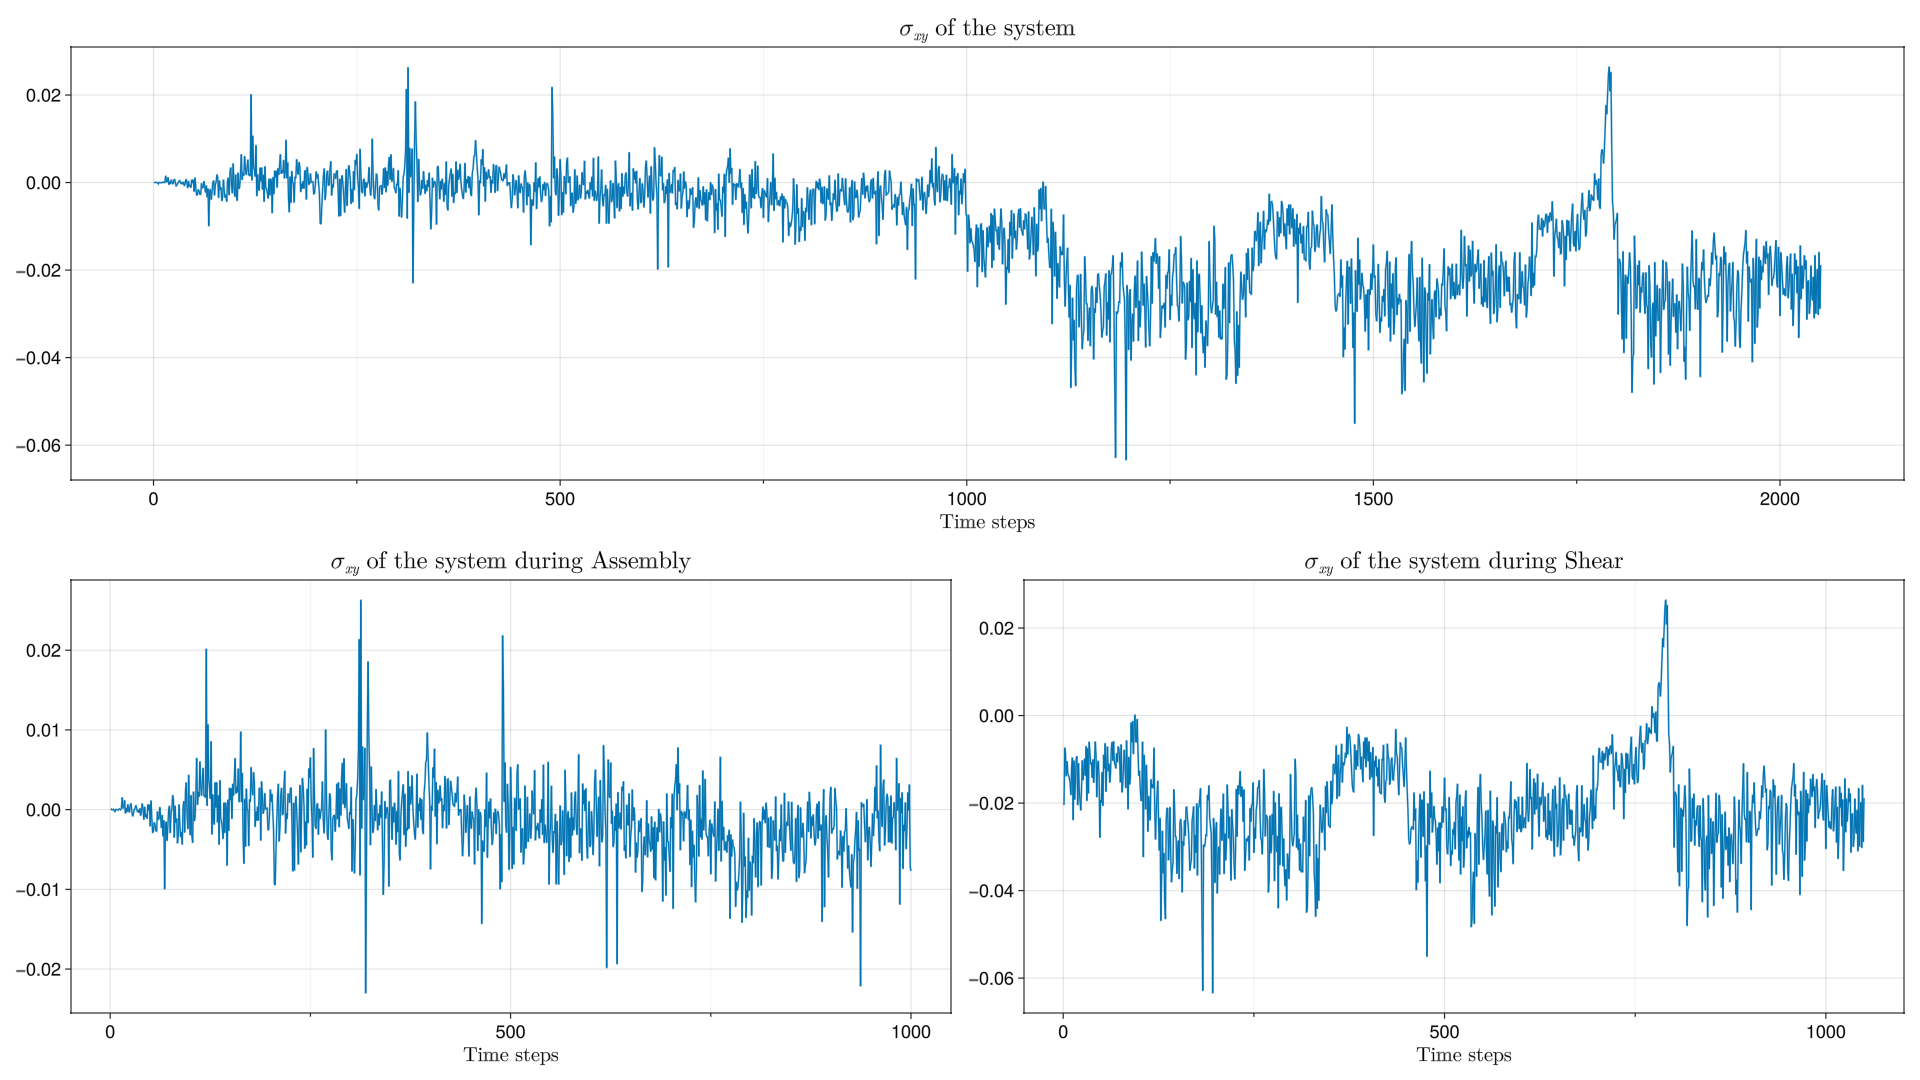 σxy of the system
0.02
0.00
−0.02
−0.04
−0.06
0 500 1000 1500 2000
Time steps
σxy of the system during Assembly
0.02
0.01
0.00
−0.01
−0.02
0 500 1000
Time steps
σxy of the system during Shear
0.02
0.00
−0.02
−0.04
−0.06
0 500 1000
Time steps